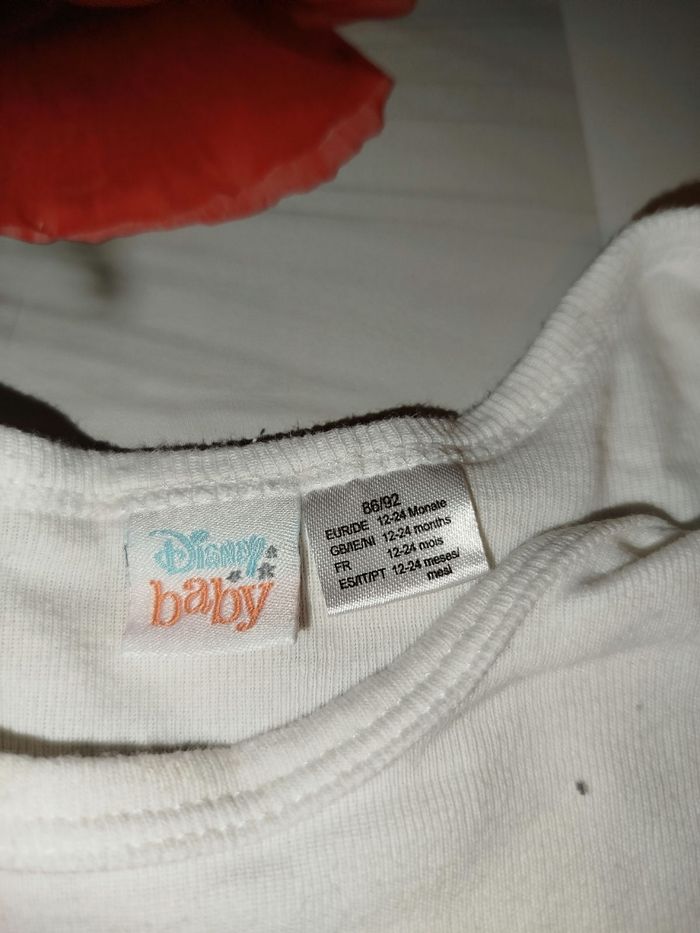 Disney
baby
86/92
EUR/DE 12-24 Monate
GB/IE/NI 12-24 months
FR 12-24 mois
ES/IT/PT 12-24 meses/
mesi